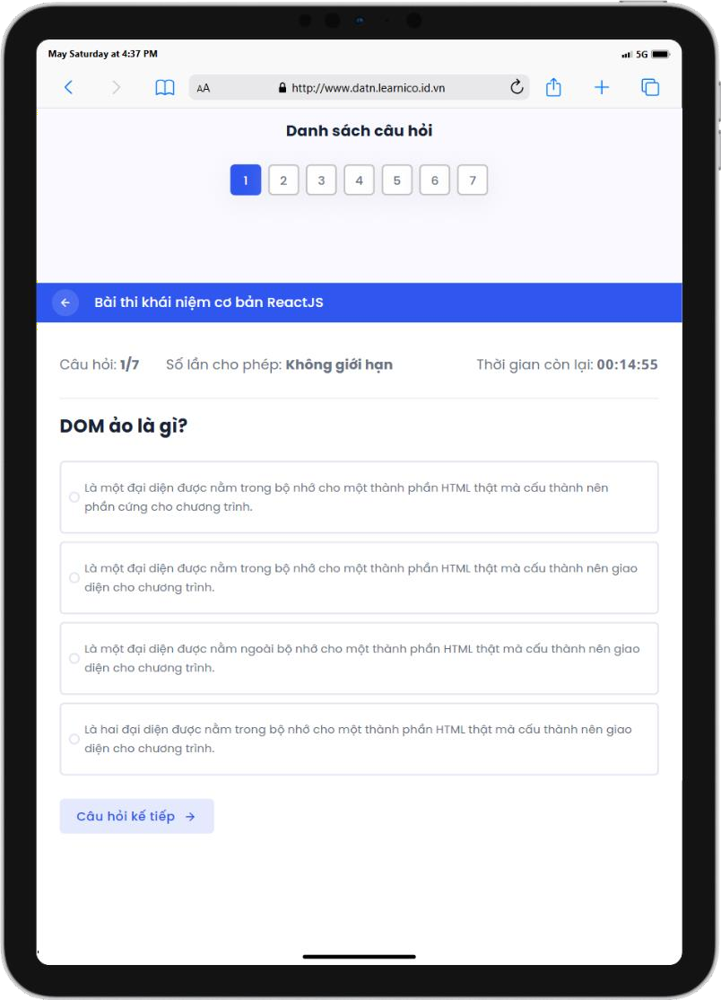 May Saturday at 4:37 PM
5G
AA
http://www.datn.learnico.id.vn
Danh sách câu hỏi
1 2 3 4 5 6 7
Bài thi khái niệm cơ bản ReactJS
Câu hỏi: 1/7 Số lần cho phép: Không giới hạn Thời gian còn lại: 00:14:55
DOM ảo là gì?
Là một đại diện được nằm trong bộ nhớ cho một thành phần HTML thật mà cấu thành nên
phần cứng cho chương trình.
Là một đại diện được nằm trong bộ nhớ cho một thành phần HTML thật mà cấu thành nên giao
diện cho chương trình.
Là một đại diện được nằm ngoài bộ nhớ cho một thành phần HTML thật mà cấu thành nên giao
diện cho chương trình.
Là hai đại diện được nằm trong bộ nhớ cho một thành phần HTML thật mà cấu thành nên giao
diện cho chương trình.
Câu hỏi kế tiếp